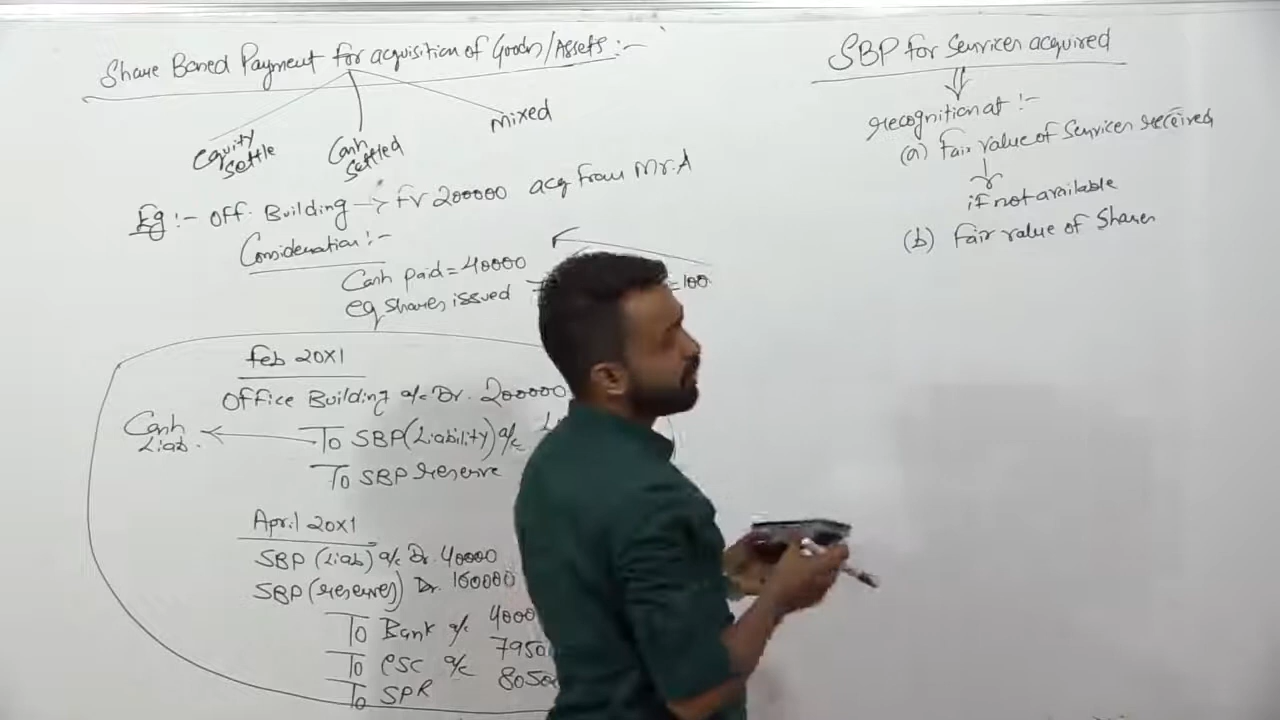 Share Based Payment for acquisition of Goods/Assets :-
Equity Settle
Cash Settled
mixed
Eg :- Off. Building → FV 200000 acq from Mr. A
Consideration :-
Cash paid = 40000
eq shares issued
=100
Feb 20X1
Office Building a/c Dr. 200000
To SBP (Liability) a/c
Cash Liab.
To SBP reserve
April 20X1
SBP (Liab) a/c Dr. 40000
SBP (reserves) Dr. 160000
To Bank a/c 4000
To ESC a/c 7950
To SPR 8050
SBP for Services acquired
recognition at :-
(a) Fair value of Services received
if not available
(b) Fair value of Shares